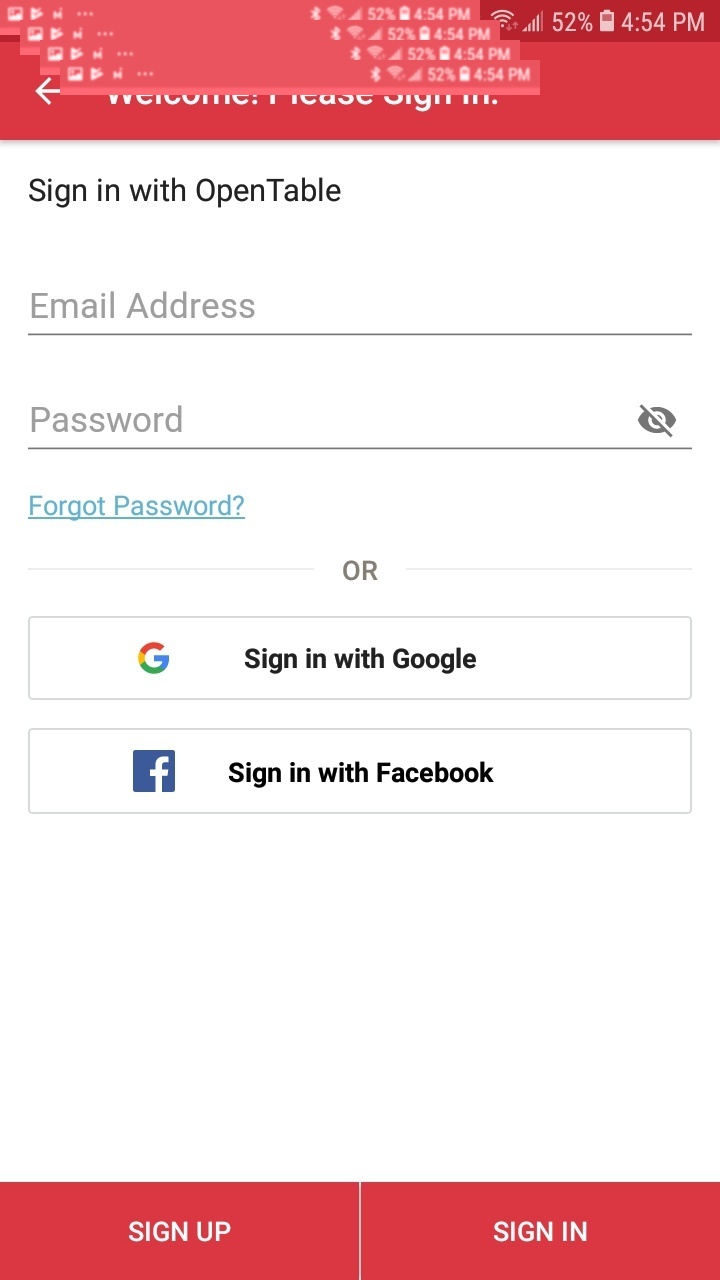 52% 4:54 PM
52% 4:54 PM
52% 4:54 PM
52% 4:54 PM
52% 4:54 PM
Welcome! Please Sign In.
Sign in with OpenTable
Email Address
Password
Forgot Password?
OR
Sign in with Google
Sign in with Facebook
SIGN UP
SIGN IN